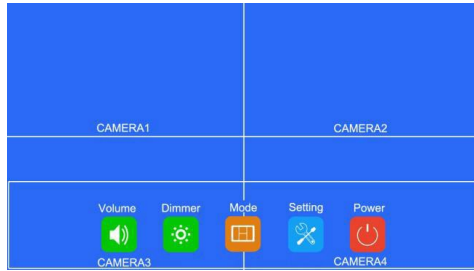 CAMERA1 CAMERA2
Volume Dimmer Mode Setting Power
CAMERA3 CAMERA4